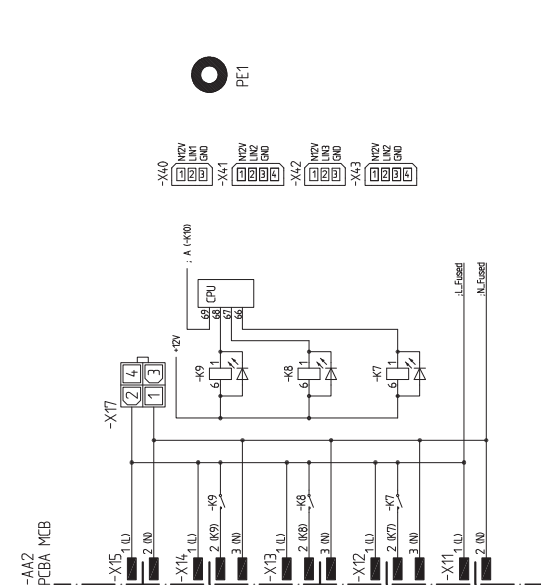 PE1
-X40
N12V
LIN1
GND
1 2 3
-X41
N12V
LIN2
GND
1 2 3 4
-X42
N12V
LIN3
GND
1 2 3
-X43
N12V
LIN2
GND
1 2 3 4
; A (-K10)
CPU
69
68
67
66
+12V
;L_Fused
;N_Fused
-X17
4 3
2 1
-K9
6 1
-K8
6 1
-K7
6 1
-K9
-K8
-K7
-AA2
PCBA MCB
-X15
1 (L)
2 (N)
-X14
1 (L)
2 (K9)
3 (N)
-X13
1 (L)
2 (K8)
3 (N)
-X12
1 (L)
2 (K7)
3 (N)
-X11
1 (L)
2 (N)